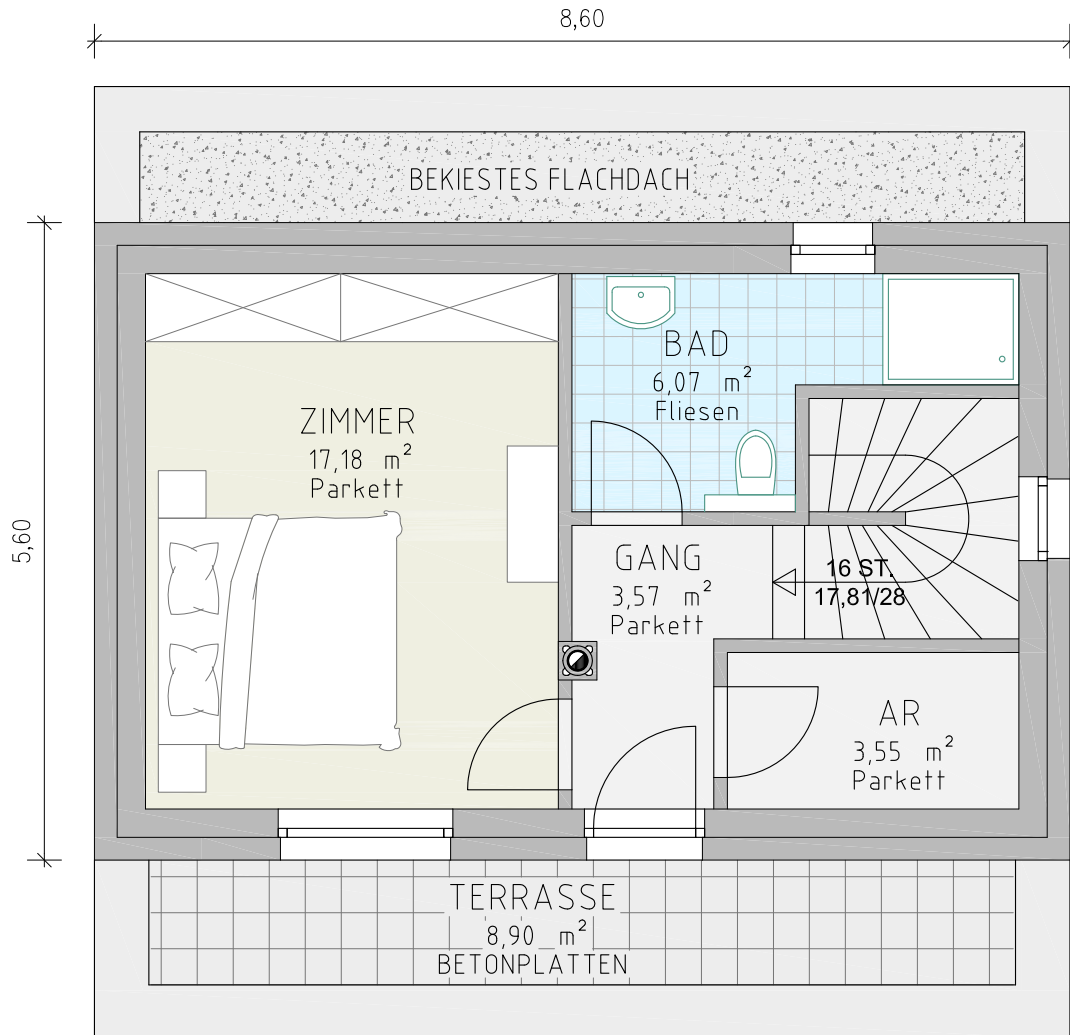 8,60
BEKIESTES FLACHDACH
BAD
6,07 m²
Fliesen
ZIMMER
17,18 m²
Parkett
5,60
GANG
3,57 m²
Parkett
16 ST.
17,81/28
AR
3,55 m²
Parkett
TERRASSE
8,90 m²
BETONPLATTEN